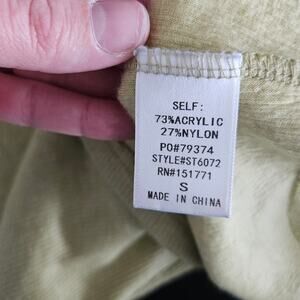 SELF:
73%ACRYLIC
27%NYLON
PO#79374
STYLE#ST6072
RN#151771
S
MADE IN CHINA